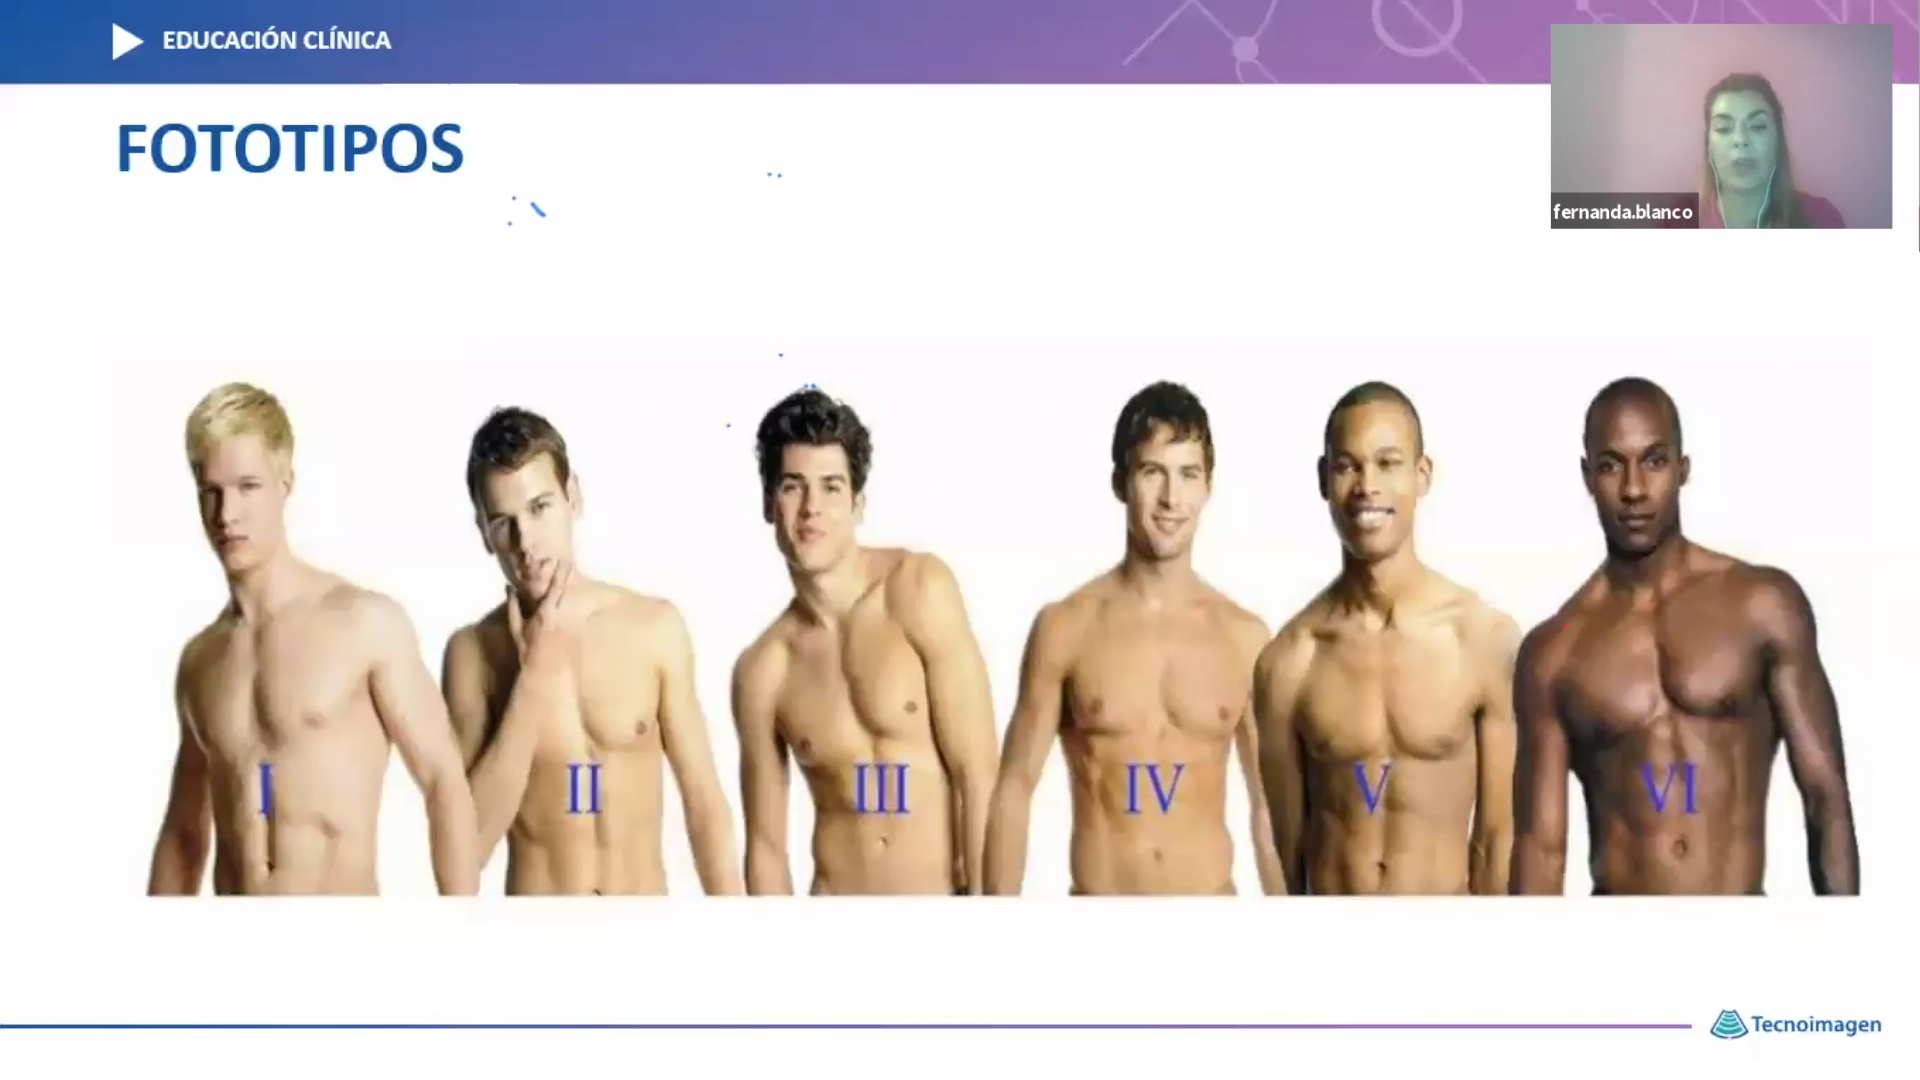 EDUCACIÓN CLÍNICA
FOTOTIPOS
fernanda.blanco
I II III IV V VI
Tecnoimagen